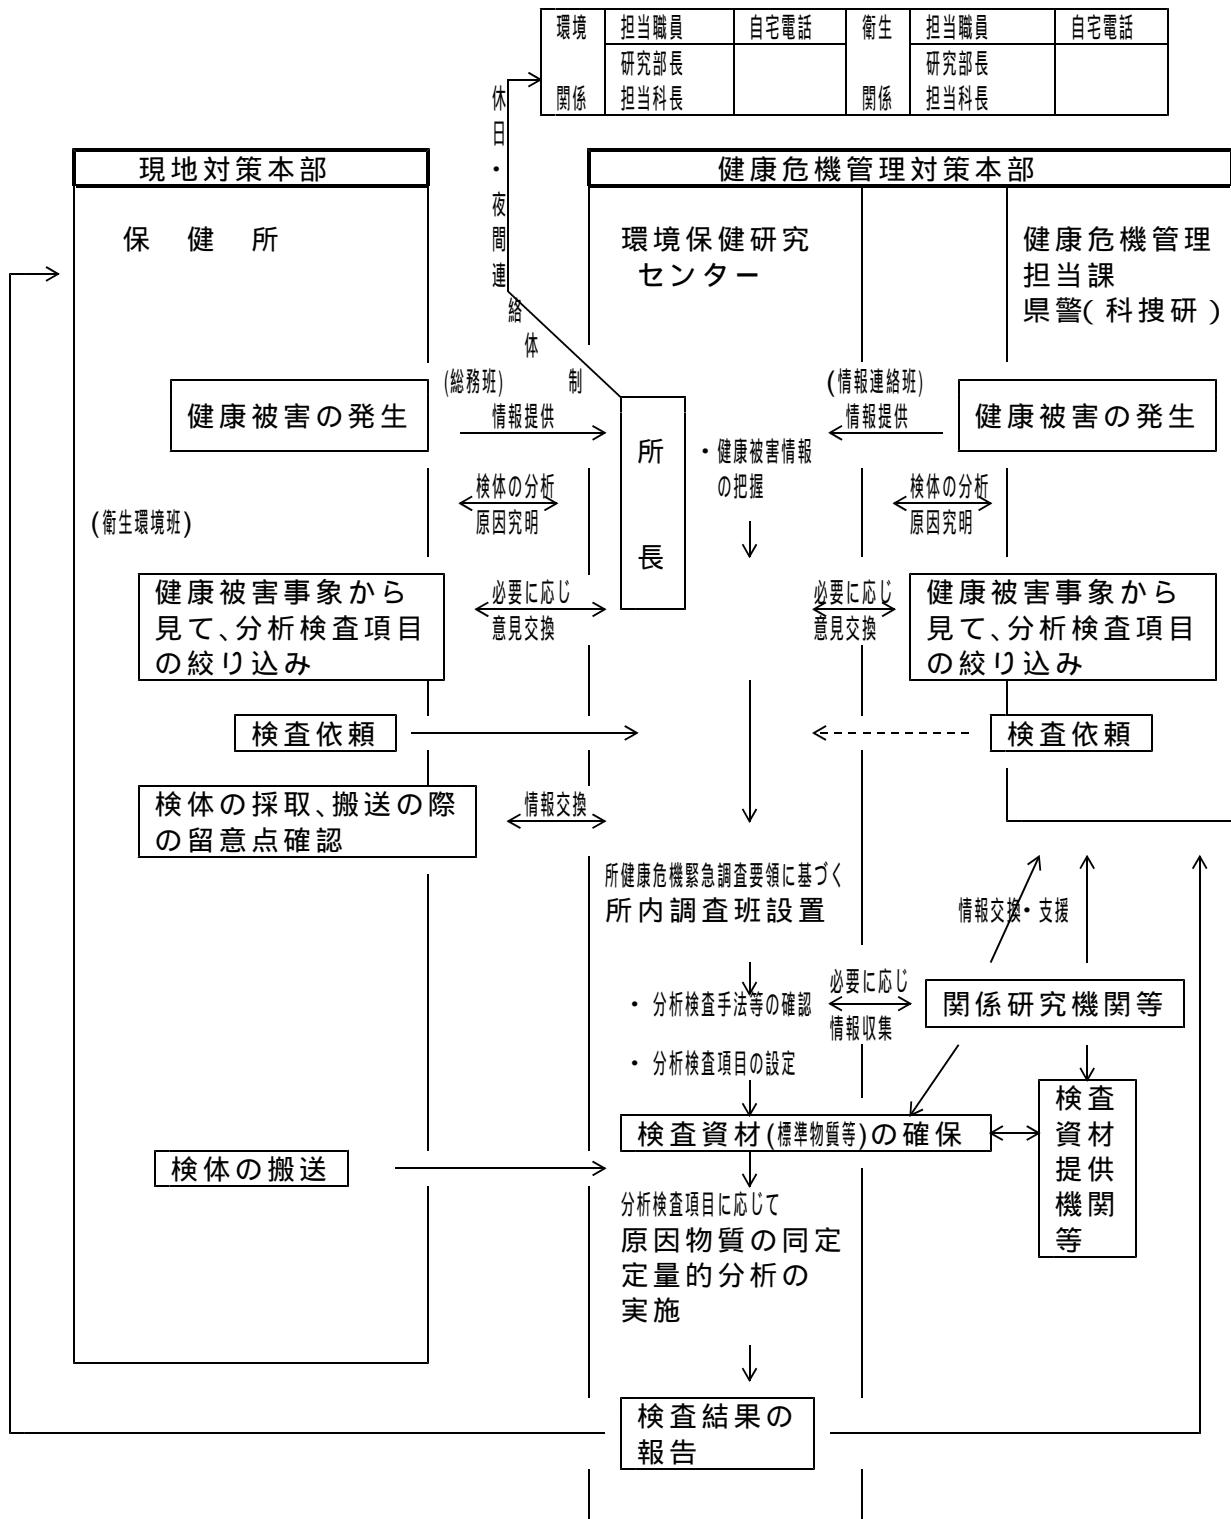 環境 担当職員 自宅電話 衛生 担当職員 自宅電話
研究部長 研究部長
関係 担当科長 関係 担当科長
休日・夜間連絡体制
現地対策本部
健康危機管理対策本部
保健所
環境保健研究
センター
健康危機管理
担当課
県警(科捜研)
(総務班)
(情報連絡班)
健康被害の発生
情報提供
所長
・健康被害情報
の把握
情報提供
健康被害の発生
検体の分析
原因究明
検体の分析
原因究明
(衛生環境班)
健康被害事象から
見て、分析検査項目
の絞り込み
必要に応じ
意見交換
必要に応じ
意見交換
健康被害事象から
見て、分析検査項目
の絞り込み
検査依頼
検査依頼
検体の採取、搬送の際
の留意点確認
情報交換
所健康危機緊急調査要領に基づく
所内調査班設置
情報交換・支援
・分析検査手法等の確認
必要に応じ
情報収集
関係研究機関等
・分析検査項目の設定
検査資材(標準物質等)の確保
検査
資材
提供
機関
等
検体の搬送
分析検査項目に応じて
原因物質の同定
定量的分析の
実施
検査結果の
報告